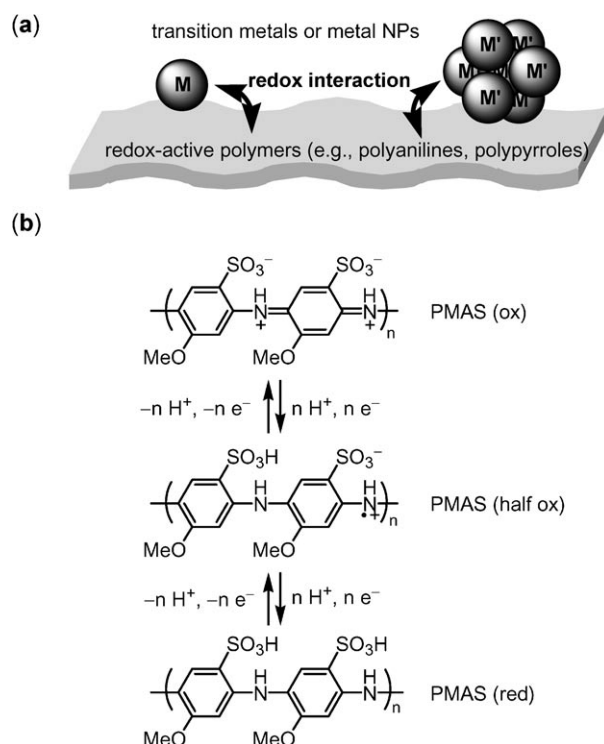 (a)
transition metals or metal NPs
M
redox interaction
M' M' M M M' M' M'
redox-active polymers (e.g., polyanilines, polypyrroles)
(b)
SO₃⁻ SO₃⁻
H H
N N
+ + n
MeO MeO
PMAS (ox)
−n H⁺, −n e⁻ n H⁺, n e⁻
SO₃H SO₃⁻
H H
N N
•+ n
MeO MeO
PMAS (half ox)
−n H⁺, −n e⁻ n H⁺, n e⁻
SO₃H SO₃H
H H
N N
n
MeO MeO
PMAS (red)